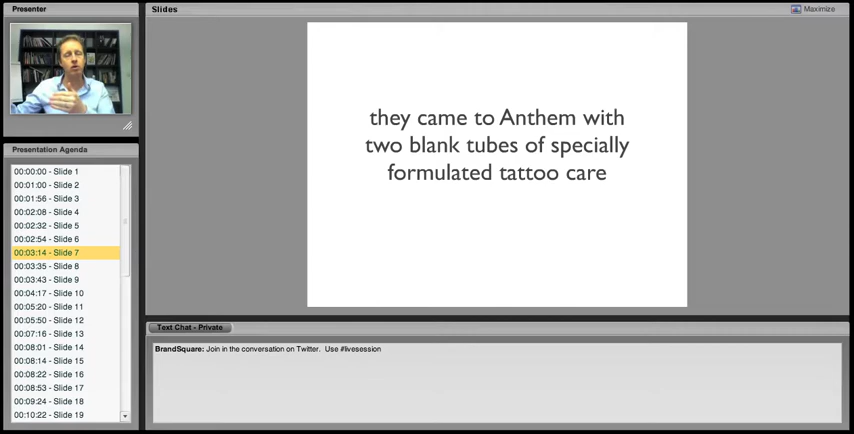 Presenter
Slides
Maximize
they came to Anthem with
two blank tubes of specially
formulated tattoo care
Presentation Agenda
00:00:00 - Slide 1
00:01:00 - Slide 2
00:01:56 - Slide 3
00:02:08 - Slide 4
00:02:32 - Slide 5
00:02:54 - Slide 6
00:03:14 - Slide 7
00:03:35 - Slide 8
00:03:43 - Slide 9
00:04:17 - Slide 10
00:05:20 - Slide 11
00:05:50 - Slide 12
00:07:16 - Slide 13
00:08:01 - Slide 14
00:08:14 - Slide 15
00:08:22 - Slide 16
00:08:53 - Slide 17
00:09:24 - Slide 18
00:10:22 - Slide 19
Text Chat - Private
BrandSquare: Join in the conversation on Twitter. Use #livesession